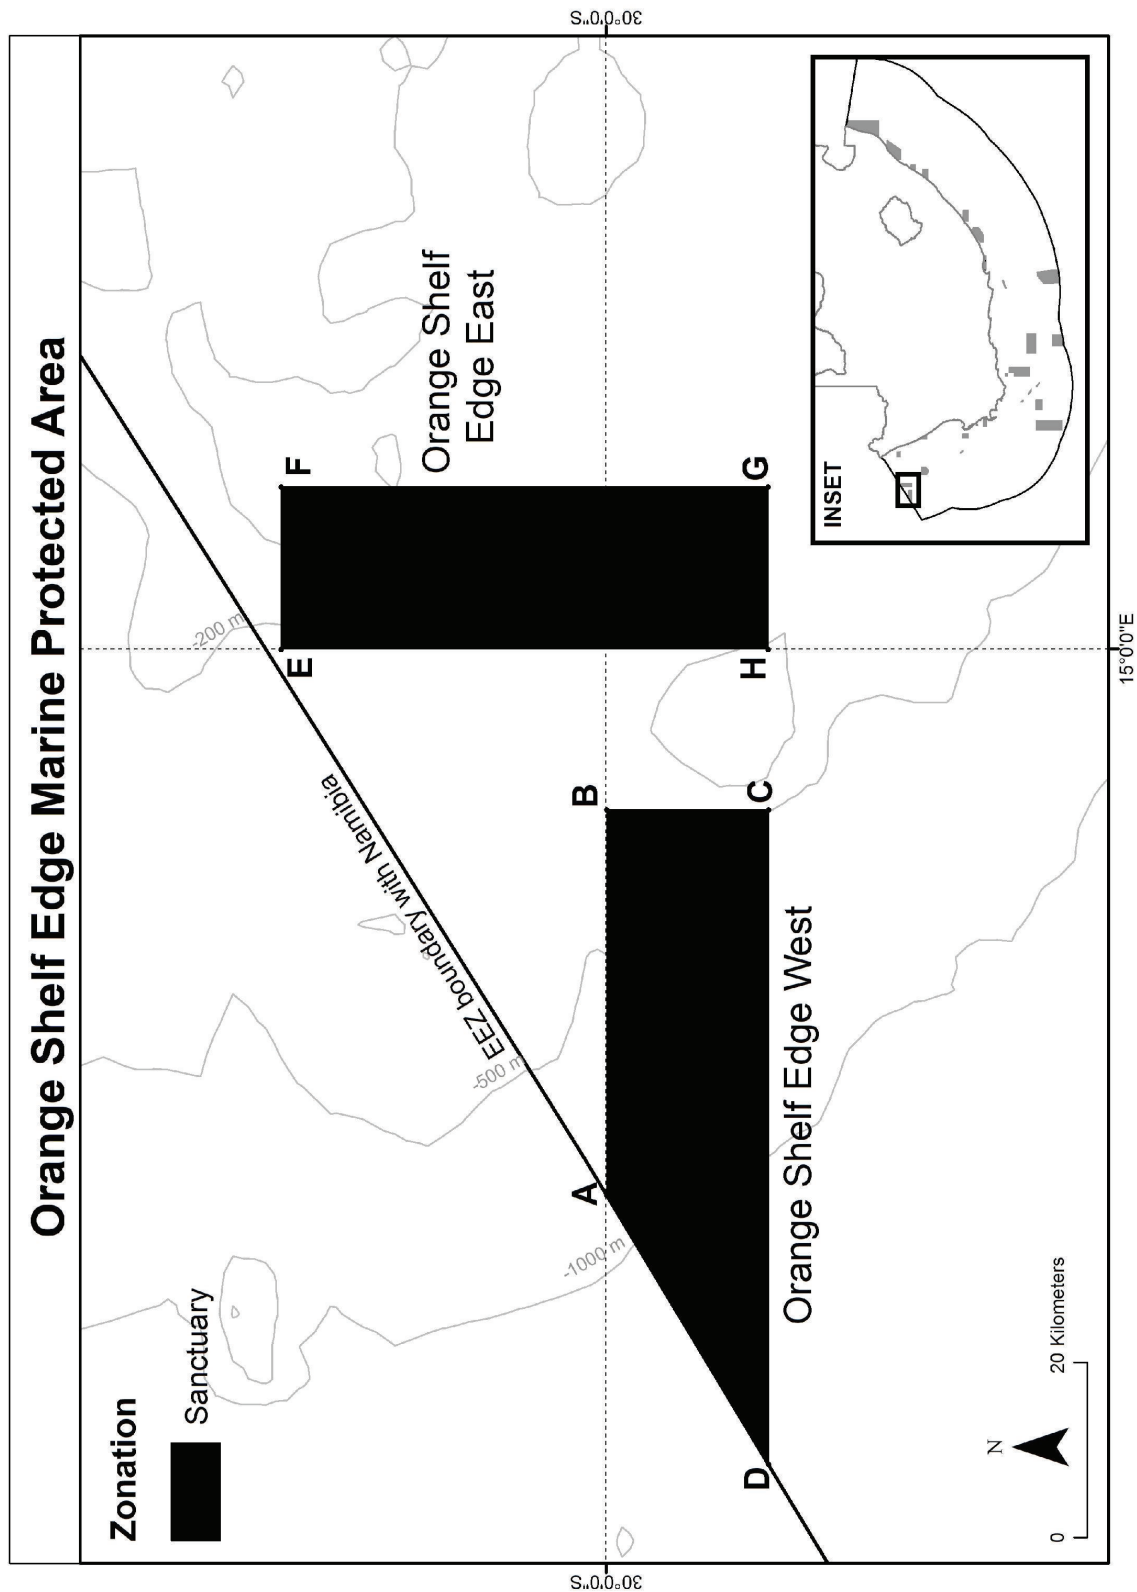 Orange Shelf Edge Marine Protected Area
Zonation
Sanctuary
-200 m
-500 m
-1000 m
EEZ boundary with Namibia
E
F
Orange Shelf
Edge East
A
B
30°0'0"S
30°0'0"S
D
C
H
G
Orange Shelf Edge West
INSET
N
0
20 Kilometers
15°0'0"E